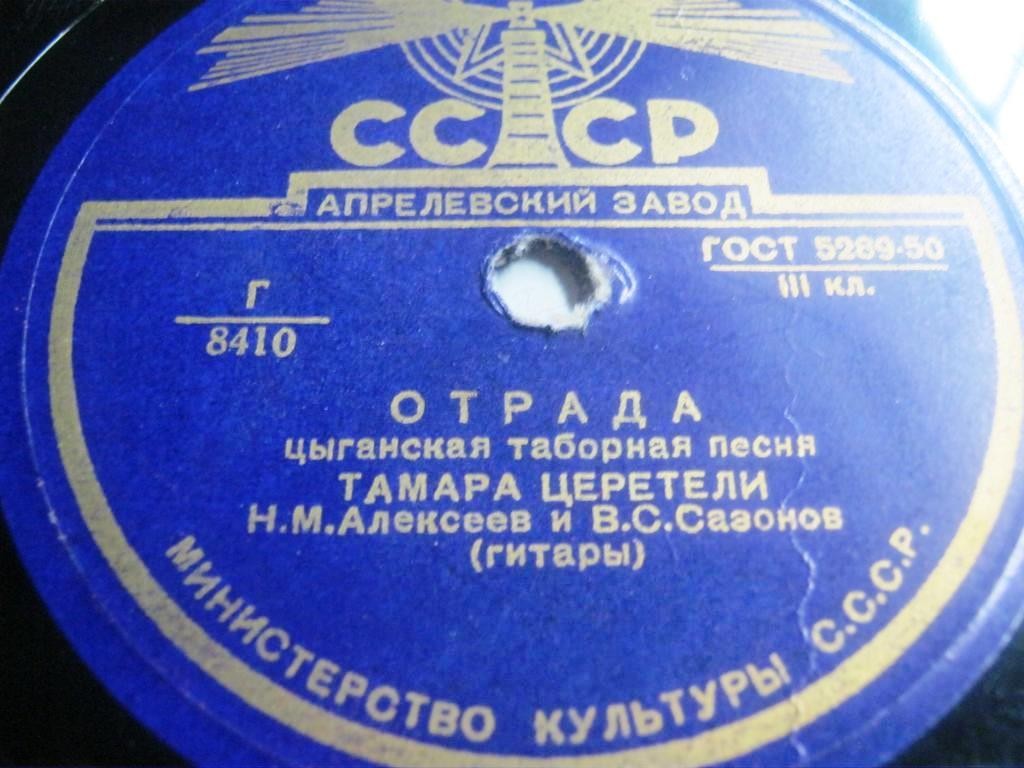 СССР
АПРЕЛЕВСКИЙ ЗАВОД
ГОСТ 5289-50
III кл.
Г
8410
ОТРАДА
цыганская таборная песня
ТАМАРА ЦЕРЕТЕЛИ
Н.М.Алексеев и В.С.Сазонов
(гитары)
МИНИСТЕРСТВО КУЛЬТУРЫ С.С.С.Р.